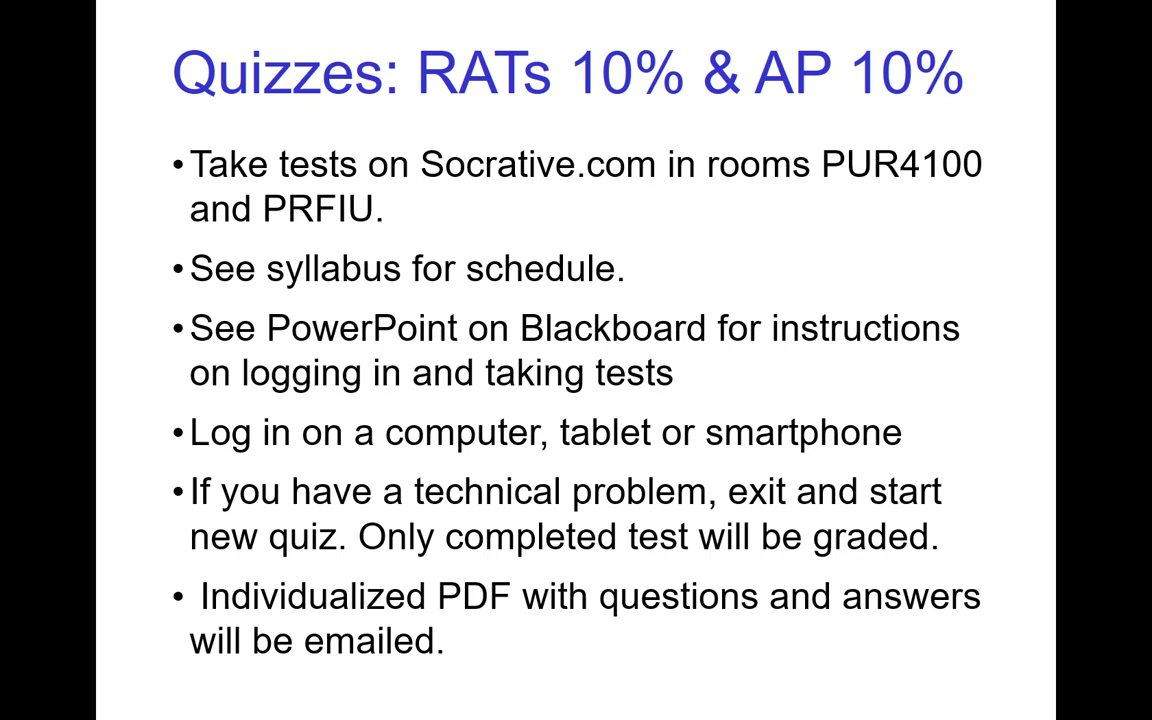 Quizzes: RATs 10% & AP 10%
•Take tests on Socrative.com in rooms PUR4100
and PRFIU.
•See syllabus for schedule.
•See PowerPoint on Blackboard for instructions
on logging in and taking tests
•Log in on a computer, tablet or smartphone
•If you have a technical problem, exit and start
new quiz. Only completed test will be graded.
• Individualized PDF with questions and answers
will be emailed.